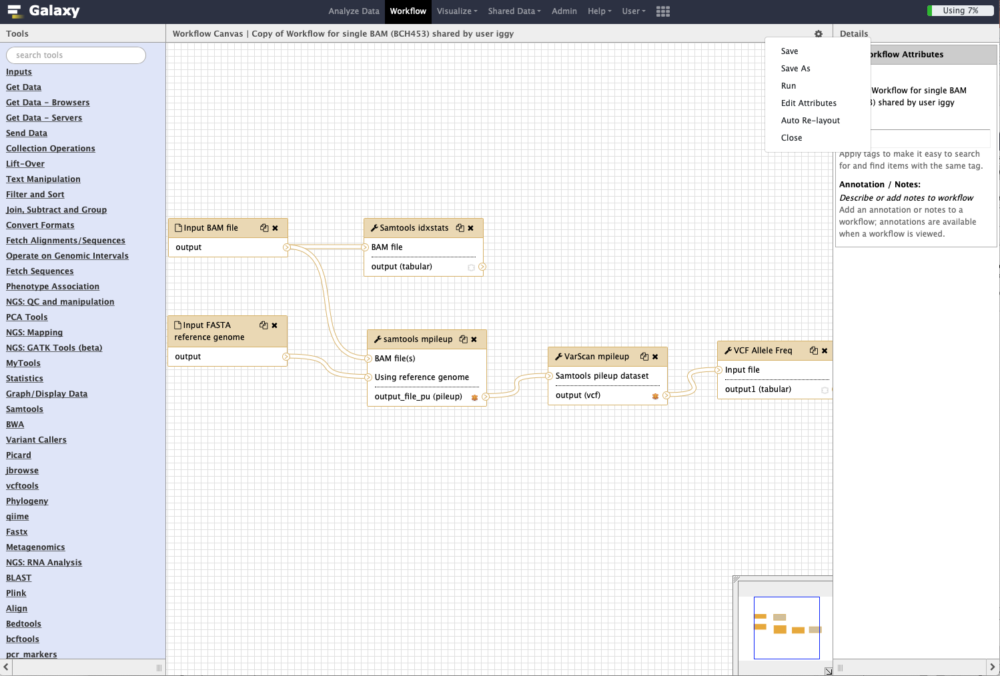 Galaxy
Analyze Data Workflow Visualize Shared Data Admin Help User
Using 7%
Tools
search tools
Inputs
Get Data
Get Data - Browsers
Get Data - Servers
Send Data
Collection Operations
Lift-Over
Text Manipulation
Filter and Sort
Join, Subtract and Group
Convert Formats
Fetch Alignments/Sequences
Operate on Genomic Intervals
Fetch Sequences
Phenotype Association
NGS: QC and manipulation
PCA Tools
NGS: Mapping
NGS: GATK Tools (beta)
MyTools
Statistics
Graph/Display Data
Samtools
BWA
Variant Callers
Picard
jbrowse
vcftools
Phylogeny
qiime
Fastx
Metagenomics
NGS: RNA Analysis
BLAST
Plink
Align
Bedtools
bcftools
pcr_markers
Workflow Canvas | Copy of Workflow for single BAM (BCH453) shared by user iggy
Input BAM file
output
Samtools idxstats
BAM file
output (tabular)
Input FASTA
reference genome
output
samtools mpileup
BAM file(s)
Using reference genome
output_file_pu (pileup)
VarScan mpileup
Samtools pileup dataset
output (vcf)
VCF Allele Freq
Input file
output1 (tabular)
Save
Save As
Run
Edit Attributes
Auto Re-layout
Close
Details
orkflow Attributes
Workflow for single BAM
3) shared by user iggy
Apply tags to make it easy to search
for and find items with the same tag.
Annotation / Notes:
Describe or add notes to workflow
Add an annotation or notes to a
workflow; annotations are available
when a workflow is viewed.